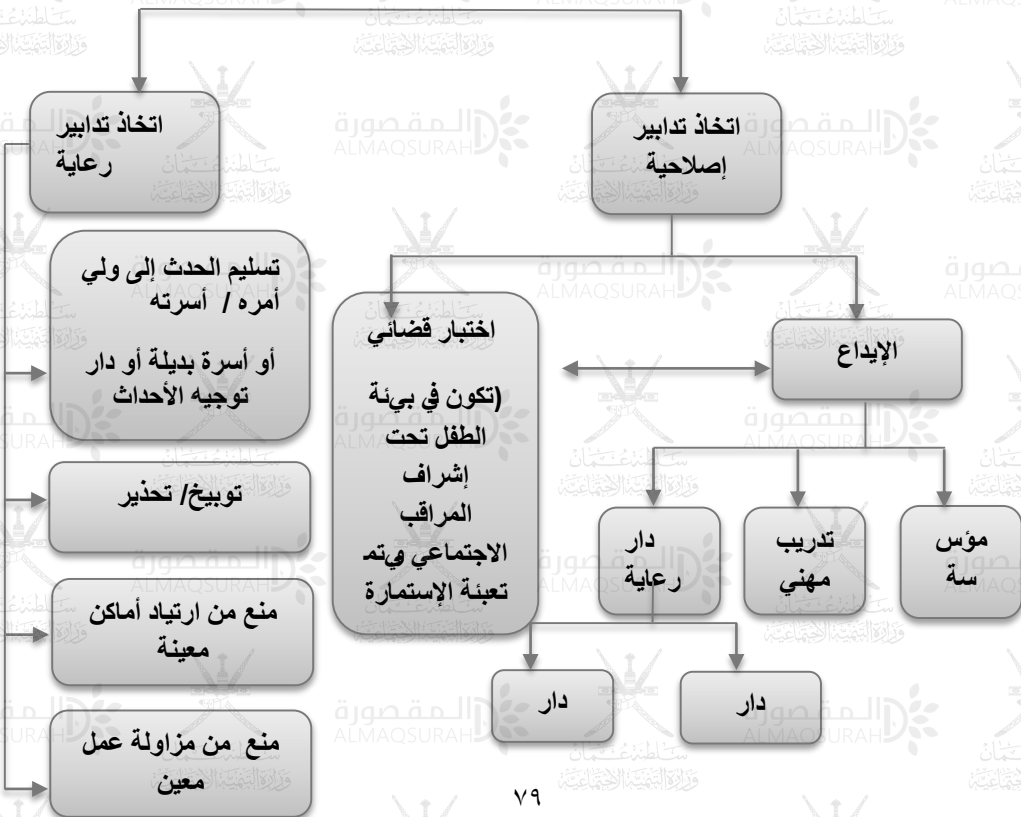 اتخاذ تدابير
إصلاحية
اتخاذ تدابير
رعاية
تسليم الحدث إلى ولي
أمره / أسرته
أو أسرة بديلة أو دار
توجيه الأحداث
توبيخ/ تحذير
منع من ارتياد أماكن
معينة
منع من مزاولة عمل
معين
اختبار قضائي
(تكون في بيئة
الطفل تحت
إشراف
المراقب
الاجتماعي ويتم
تعبئة الإستمارة
الإيداع
مؤس
سة
تدريب
مهني
دار
رعاية
دار
دار
٧٩
المقصورة
ALMAQSURAH
سلطنة عُمان
وزارة التنمية الاجتماعية